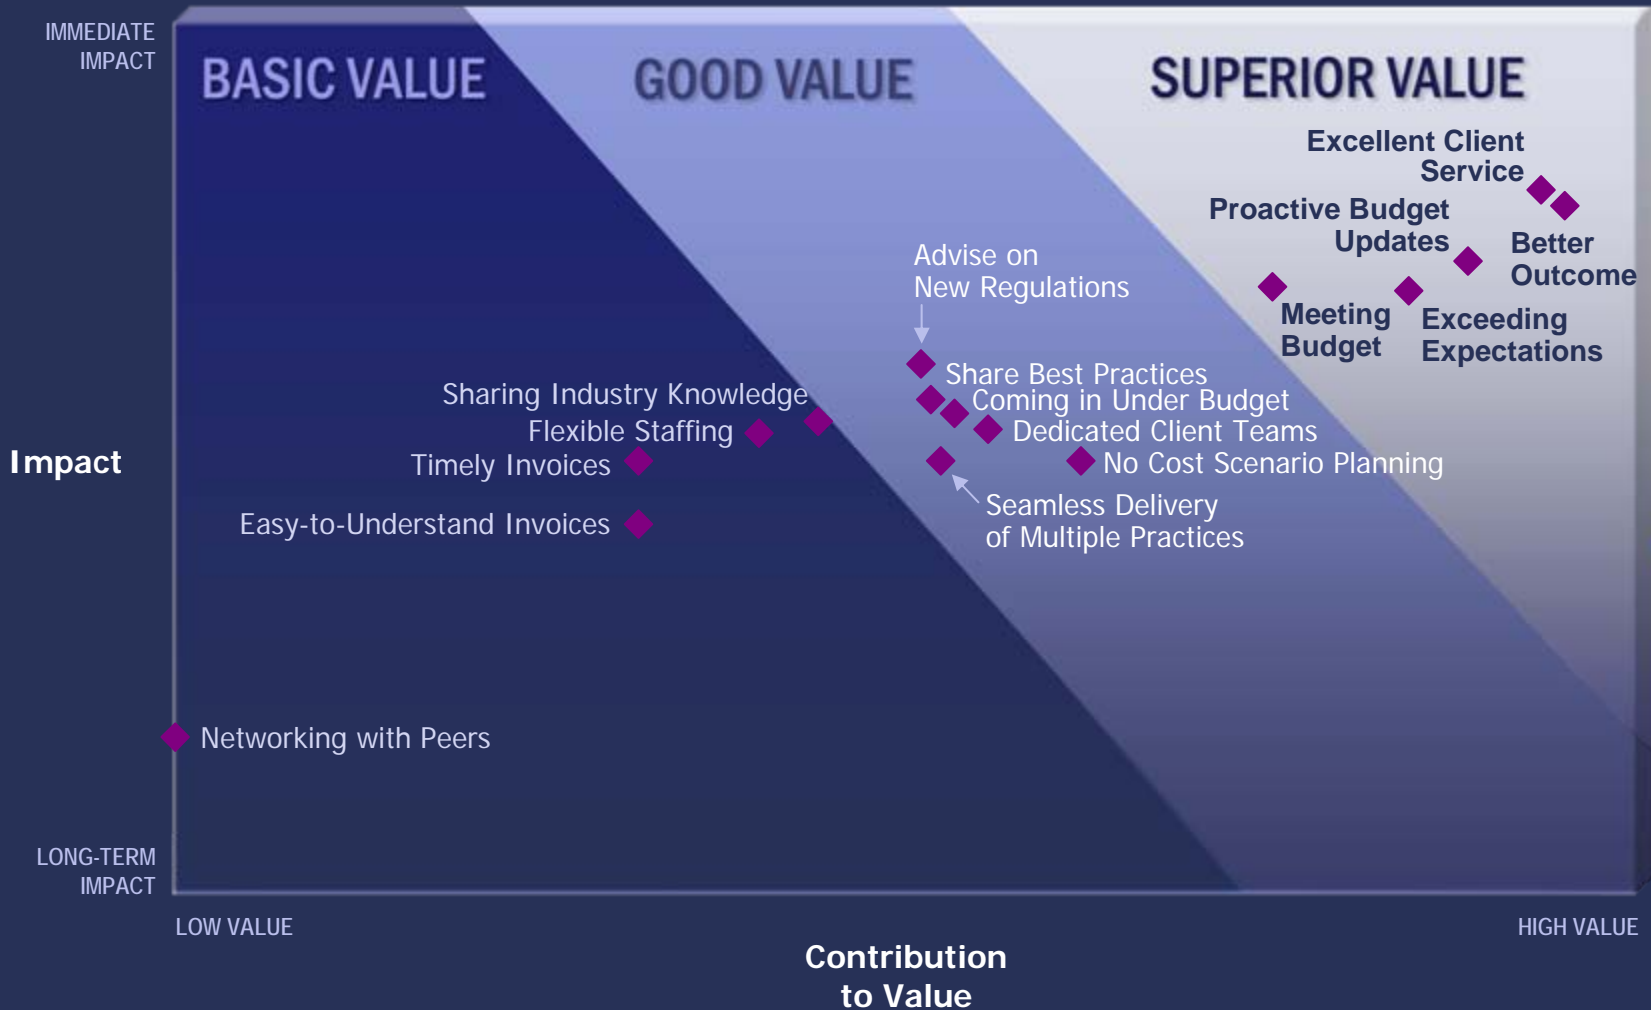 IMMEDIATE
IMPACT
BASIC VALUE
GOOD VALUE
SUPERIOR VALUE
Excellent Client
Service
Proactive Budget
Updates
Better
Outcome
Meeting
Budget
Exceeding
Expectations
Advise on
New Regulations
Share Best Practices
Coming in Under Budget
Dedicated Client Teams
No Cost Scenario Planning
Seamless Delivery
of Multiple Practices
Sharing Industry Knowledge
Flexible Staffing
Timely Invoices
Easy-to-Understand Invoices
Impact
Networking with Peers
LONG-TERM
IMPACT
LOW VALUE
HIGH VALUE
Contribution
to Value